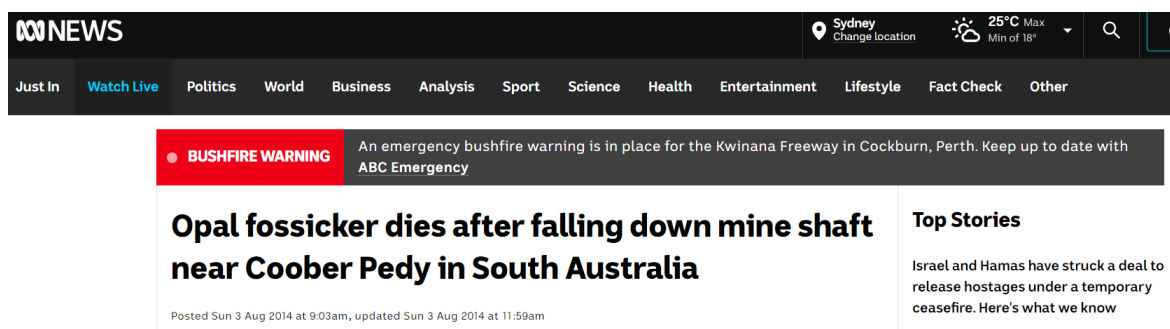 NEWS
Sydney
Change location
25°C Max
Min of 18°
Just In Watch Live Politics World Business Analysis Sport Science Health Entertainment Lifestyle Fact Check Other
BUSHFIRE WARNING
An emergency bushfire warning is in place for the Kwinana Freeway in Cockburn, Perth. Keep up to date with
ABC Emergency
Opal fossicker dies after falling down mine shaft
near Coober Pedy in South Australia
Posted Sun 3 Aug 2014 at 9:03am, updated Sun 3 Aug 2014 at 11:59am
Top Stories
Israel and Hamas have struck a deal to
release hostages under a temporary
ceasefire. Here's what we know